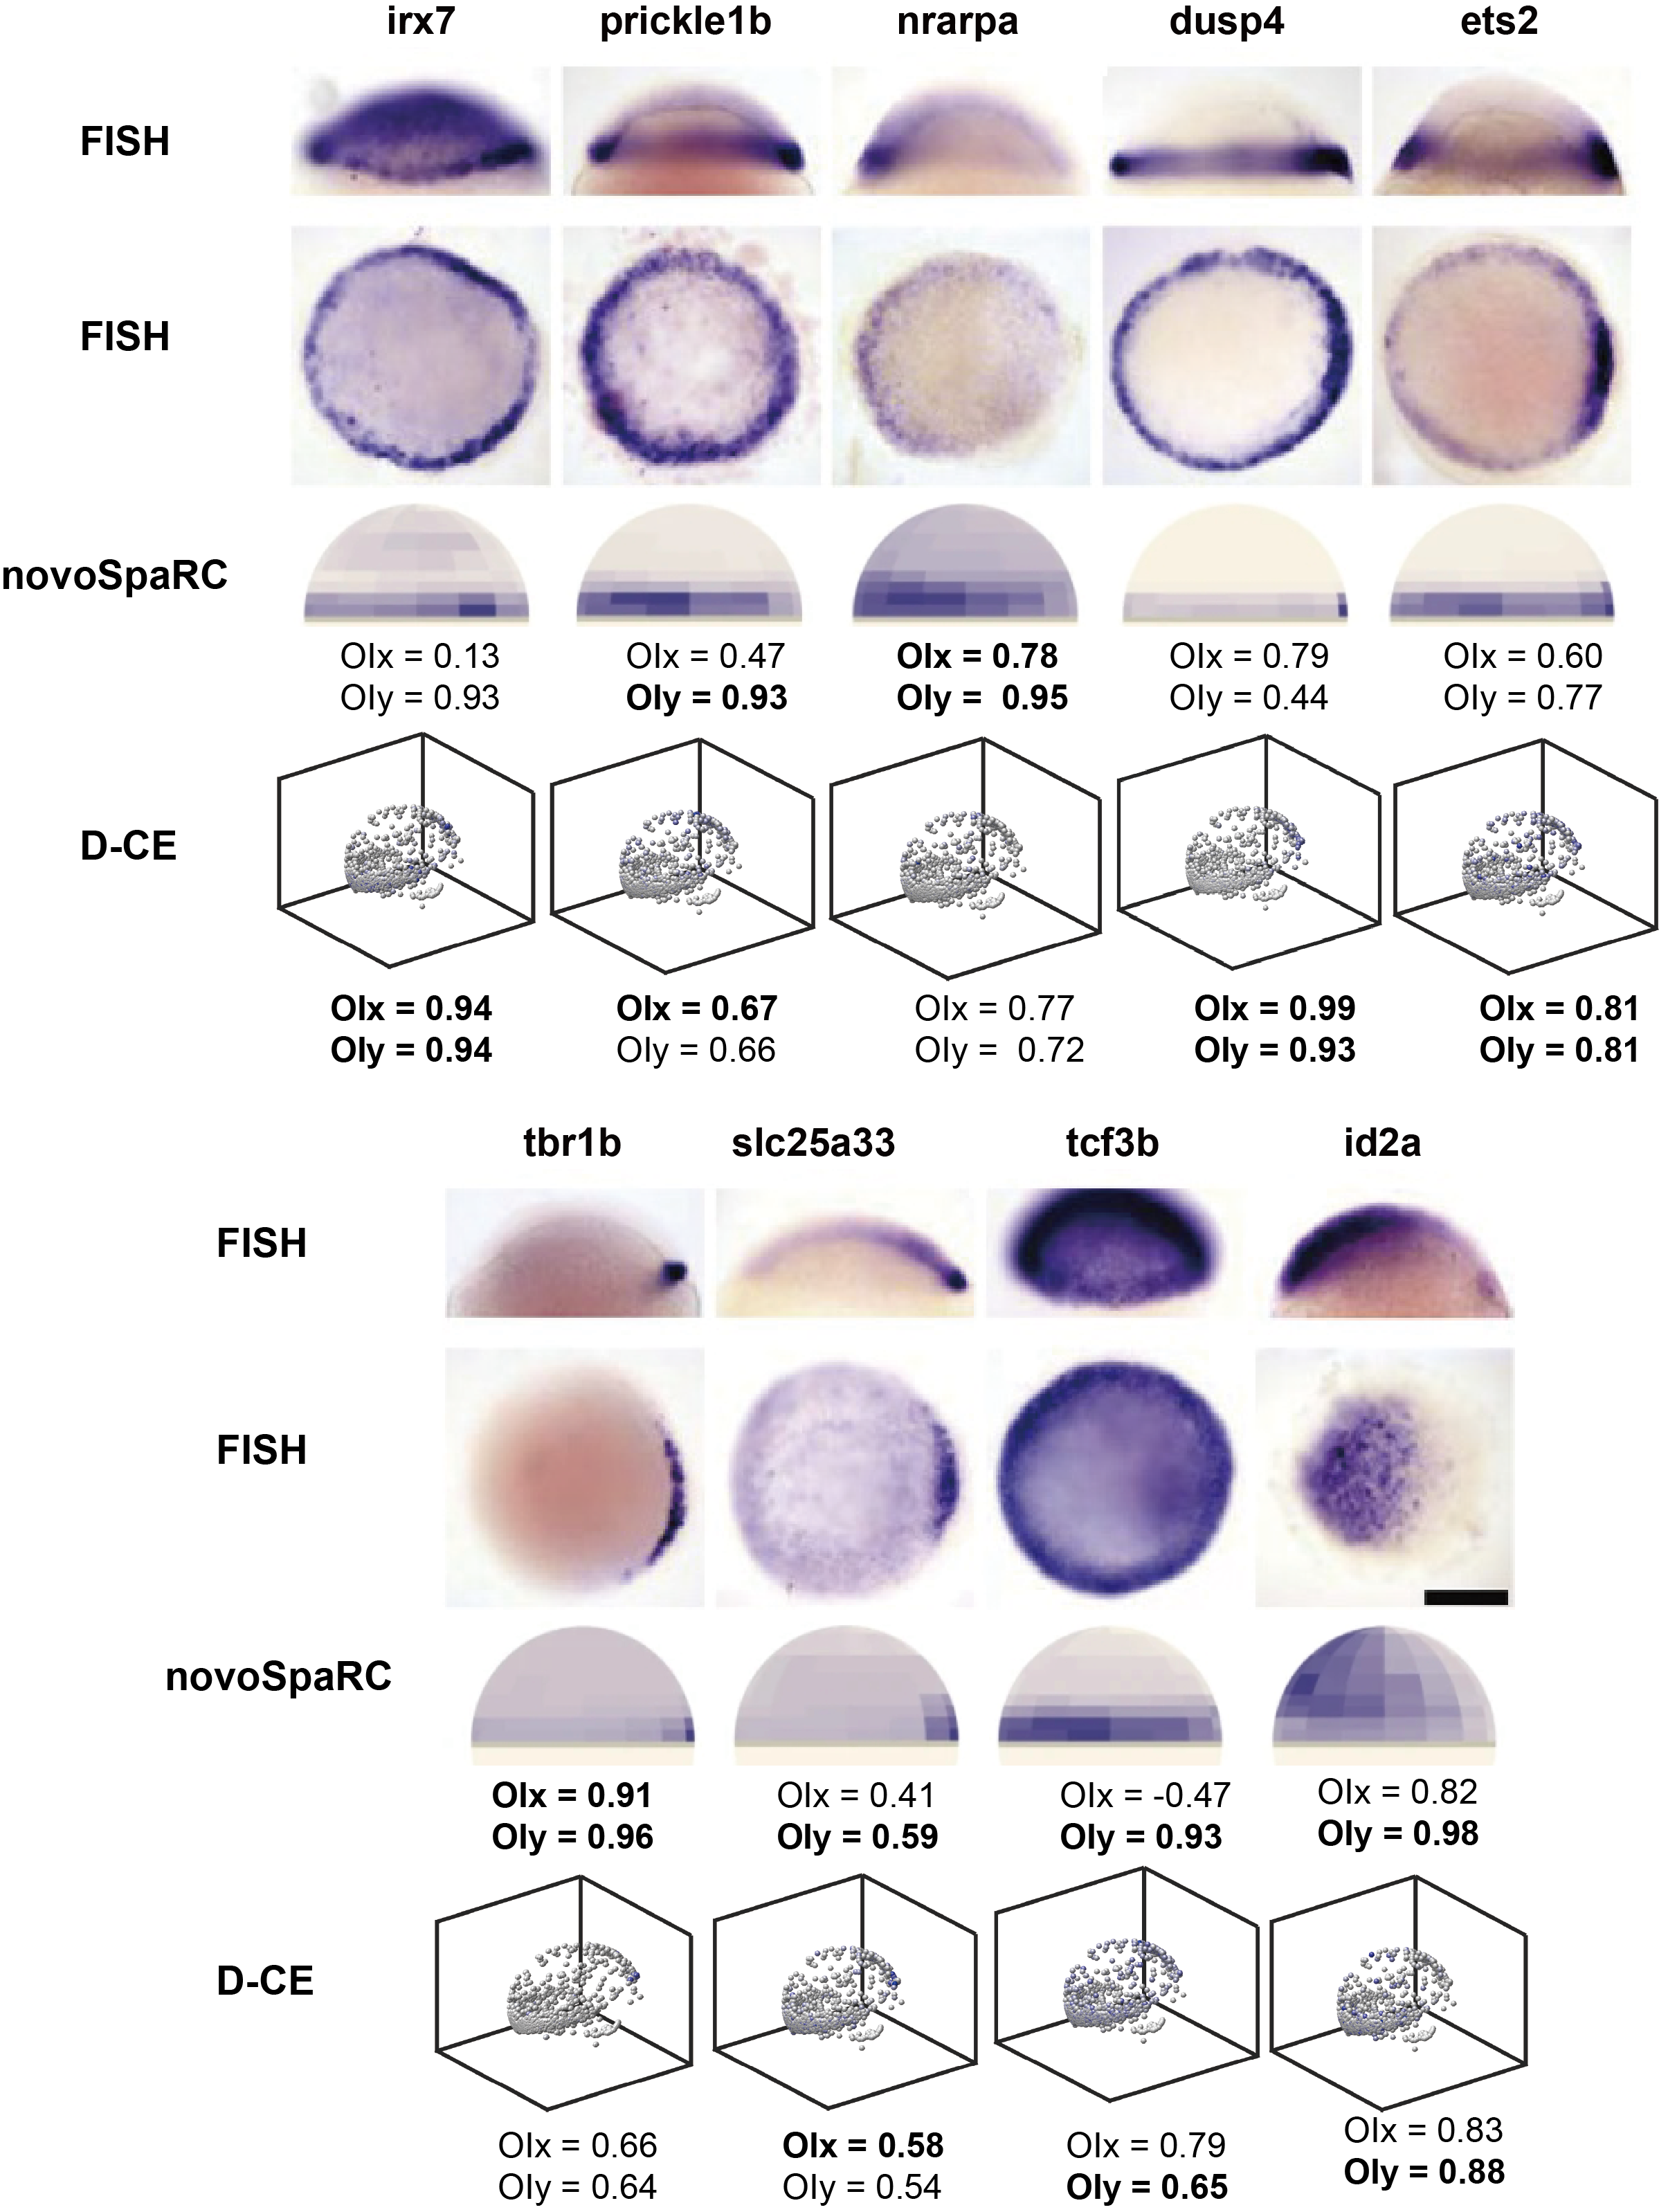 irx7 prickle1b nrarpa dusp4 ets2
FISH
FISH
novoSpaRC
OIx = 0.13 OIx = 0.47 OIx = 0.78 OIx = 0.79 OIx = 0.60
OIy = 0.93 OIy = 0.93 OIy = 0.95 OIy = 0.44 OIy = 0.77
D-CE
OIx = 0.94 OIx = 0.67 OIx = 0.77 OIx = 0.99 OIx = 0.81
OIy = 0.94 OIy = 0.66 OIy = 0.72 OIy = 0.93 OIy = 0.81
tbr1b slc25a33 tcf3b id2a
FISH
FISH
novoSpaRC
OIx = 0.91 OIx = 0.41 OIx = -0.47 OIx = 0.82
OIy = 0.96 OIy = 0.59 OIy = 0.93 OIy = 0.98
D-CE
OIx = 0.66 OIx = 0.58 OIx = 0.79 OIx = 0.83
OIy = 0.64 OIy = 0.54 OIy = 0.65 OIy = 0.88